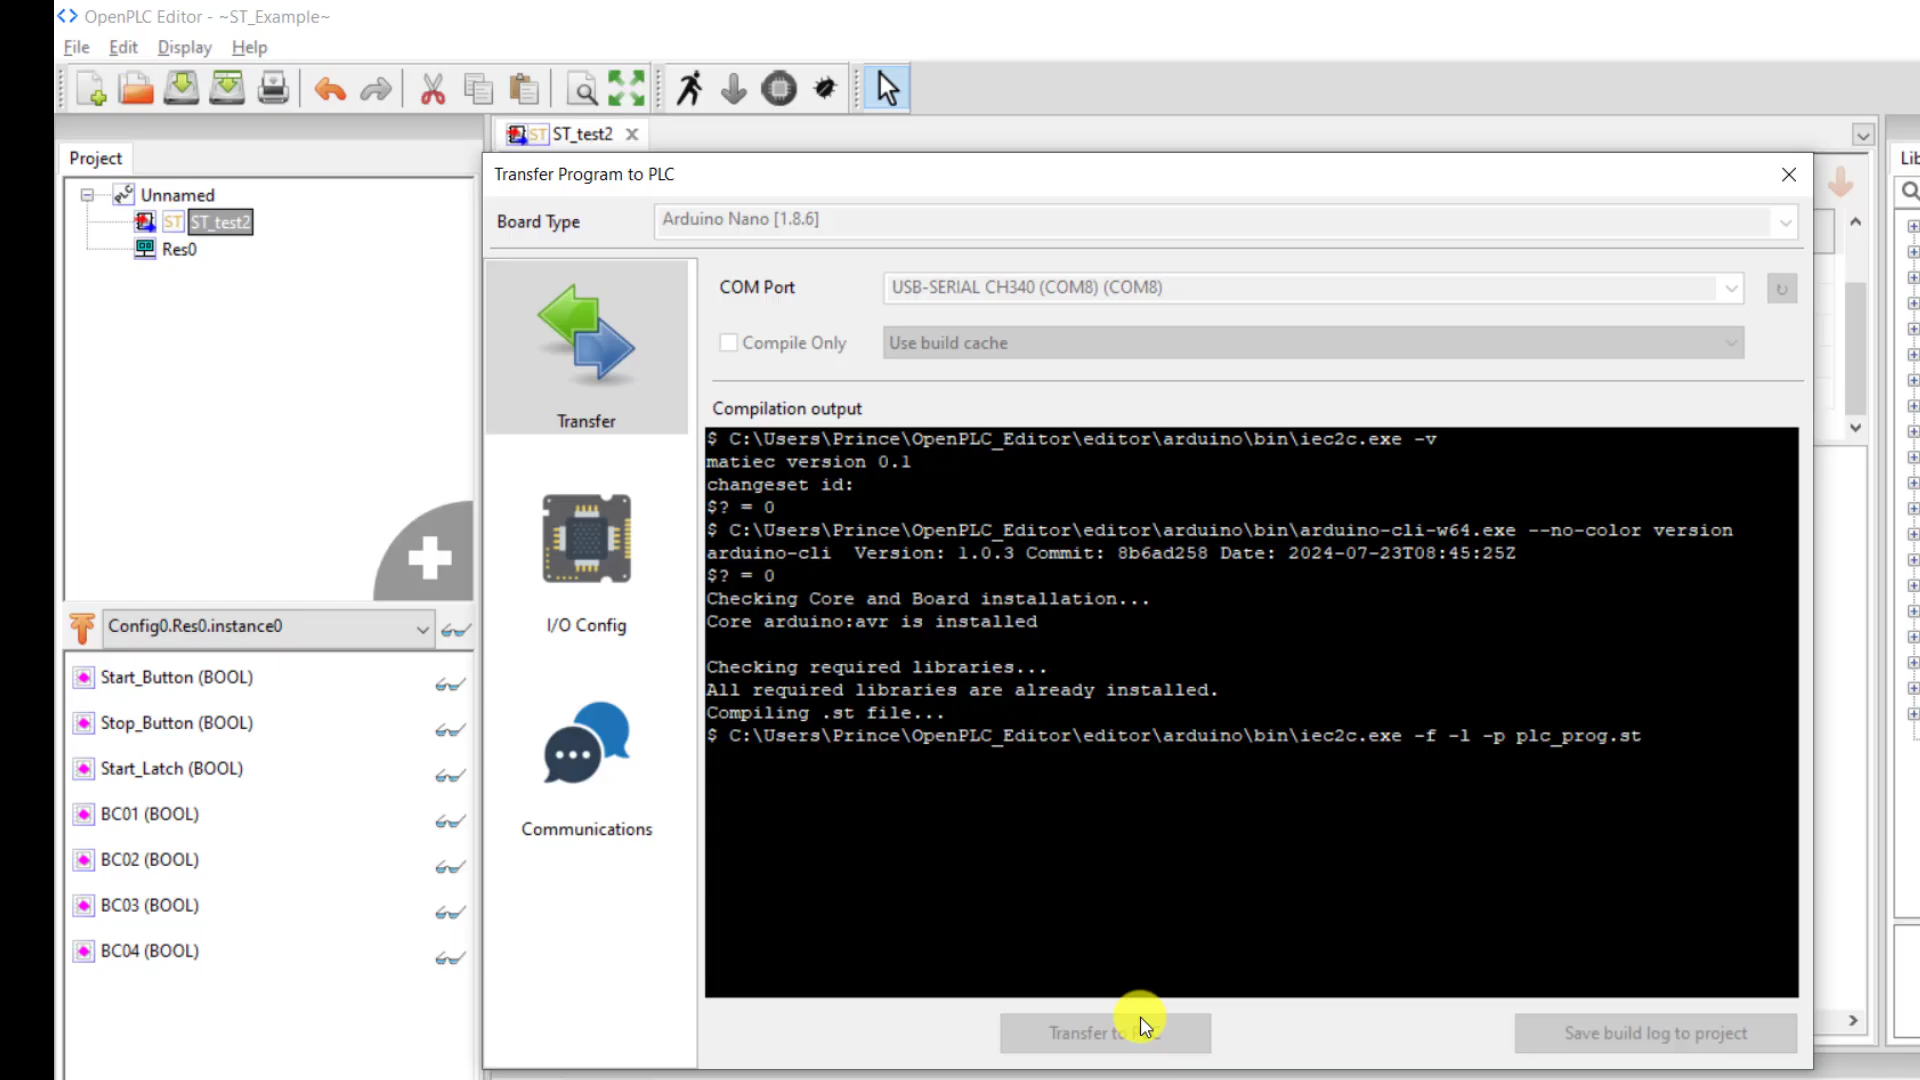 OpenPLC Editor - ~ST_Example~
File Edit Display Help
ST ST_test2
Project
Lib
Transfer Program to PLC
Unnamed
ST ST_test2
Res0
Board Type
Arduino Nano [1.8.6]
COM Port
USB-SERIAL CH340 (COM8) (COM8)
Compile Only
Use build cache
Transfer
Compilation output
$ C:\Users\Prince\OpenPLC_Editor\editor\arduino\bin\iec2c.exe -v
matiec version 0.1
changeset id:
$? = 0
$ C:\Users\Prince\OpenPLC_Editor\editor\arduino\bin\arduino-cli-w64.exe --no-color version
arduino-cli  Version: 1.0.3 Commit: 8b6ad258 Date: 2024-07-23T08:45:25Z
$? = 0
Checking Core and Board installation...
Core arduino:avr is installed
Checking required libraries...
All required libraries are already installed.
Compiling .st file...
$ C:\Users\Prince\OpenPLC_Editor\editor\arduino\bin\iec2c.exe -f -l -p plc_prog.st
I/O Config
Communications
Config0.Res0.instance0
Start_Button (BOOL)
Stop_Button (BOOL)
Start_Latch (BOOL)
BC01 (BOOL)
BC02 (BOOL)
BC03 (BOOL)
BC04 (BOOL)
Transfer to PLC
Save build log to project